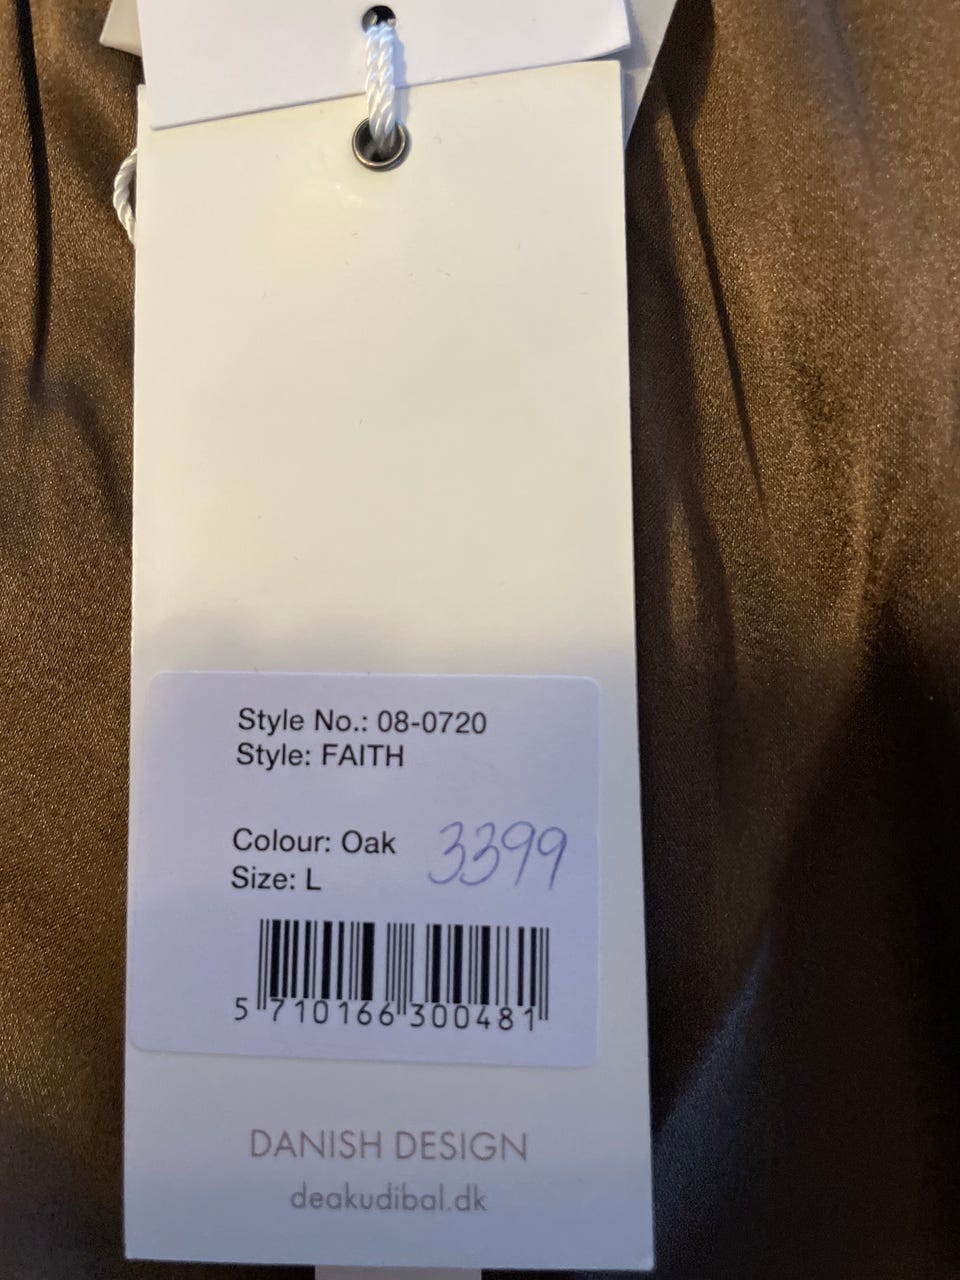 Style No.: 08-0720
Style: FAITH
Colour: Oak 3399
Size: L
5 710166 300481
DANISH DESIGN
deakudibal.dk